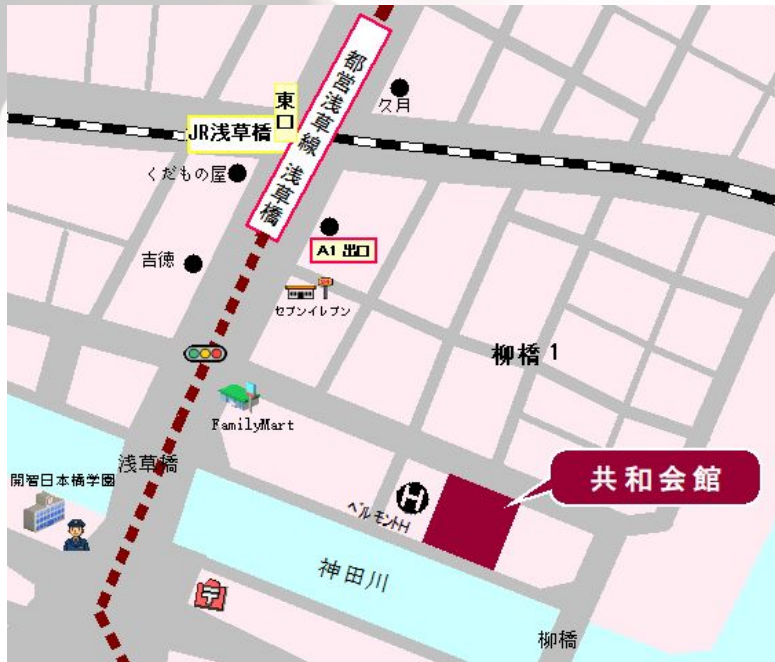 都営浅草線 浅草橋
久月
東口
JR浅草橋
くだもの屋
A1 出口
吉徳
セブンイレブン
柳橋 1
FamilyMart
浅草橋
共和会館
開智日本橋学園
H
ベルモントH
神田川
〒
柳橋